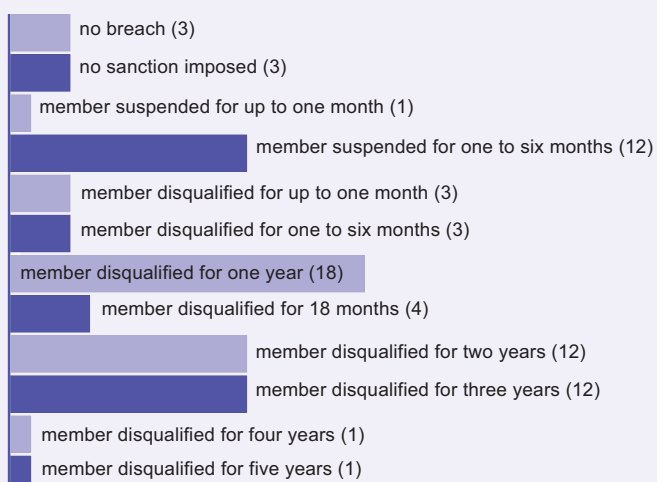 no breach (3)
no sanction imposed (3)
member suspended for up to one month (1)
member suspended for one to six months (12)
member disqualified for up to one month (3)
member disqualified for one to six months (3)
member disqualified for one year (18)
member disqualified for 18 months (4)
member disqualified for two years (12)
member disqualified for three years (12)
member disqualified for four years (1)
member disqualified for five years (1)